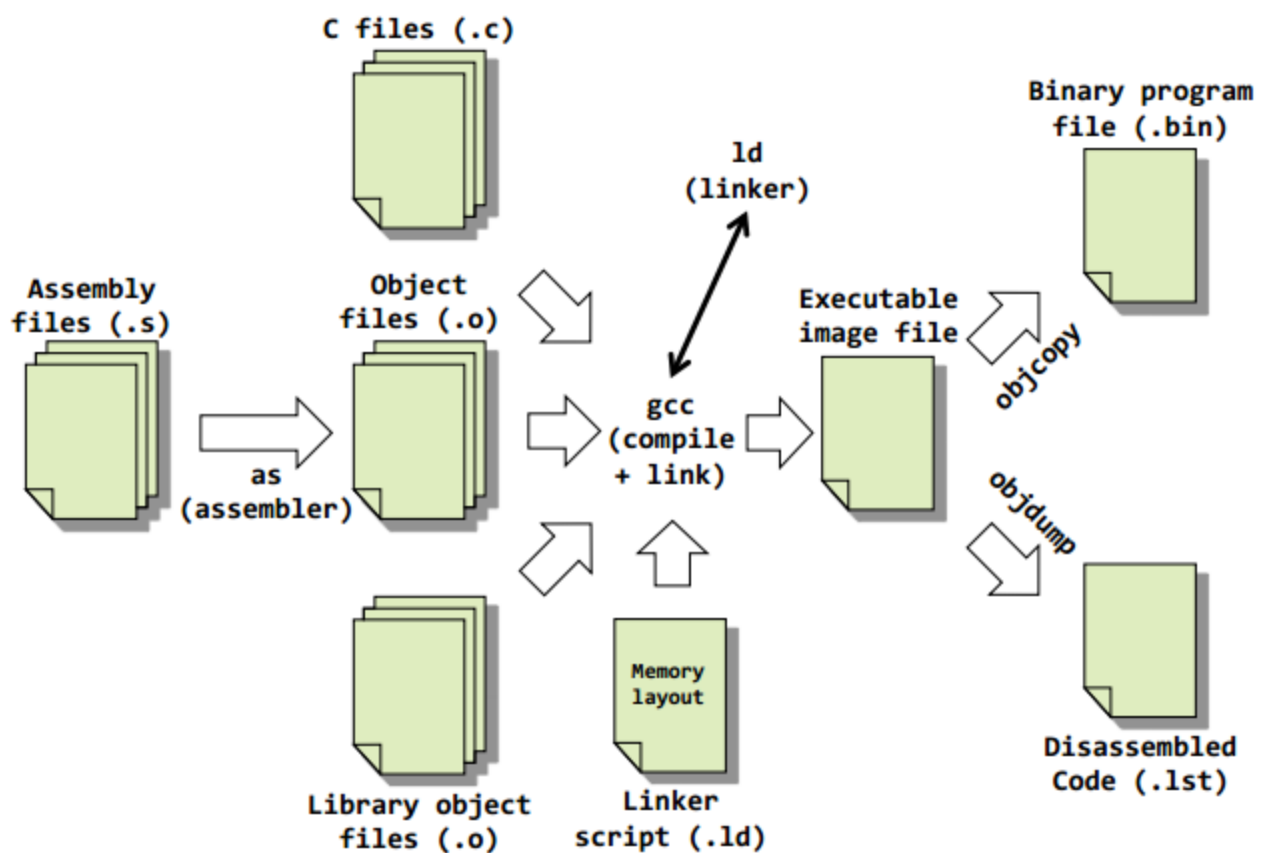 C files (.c)
Binary program
file (.bin)
ld
(linker)
Assembly
files (.s)
Object
files (.o)
Executable
image file
objcopy
gcc
(compile
+ link)
as
(assembler)
objdump
Memory
layout
Disassembled
Code (.lst)
Library object
files (.o)
Linker
script (.ld)